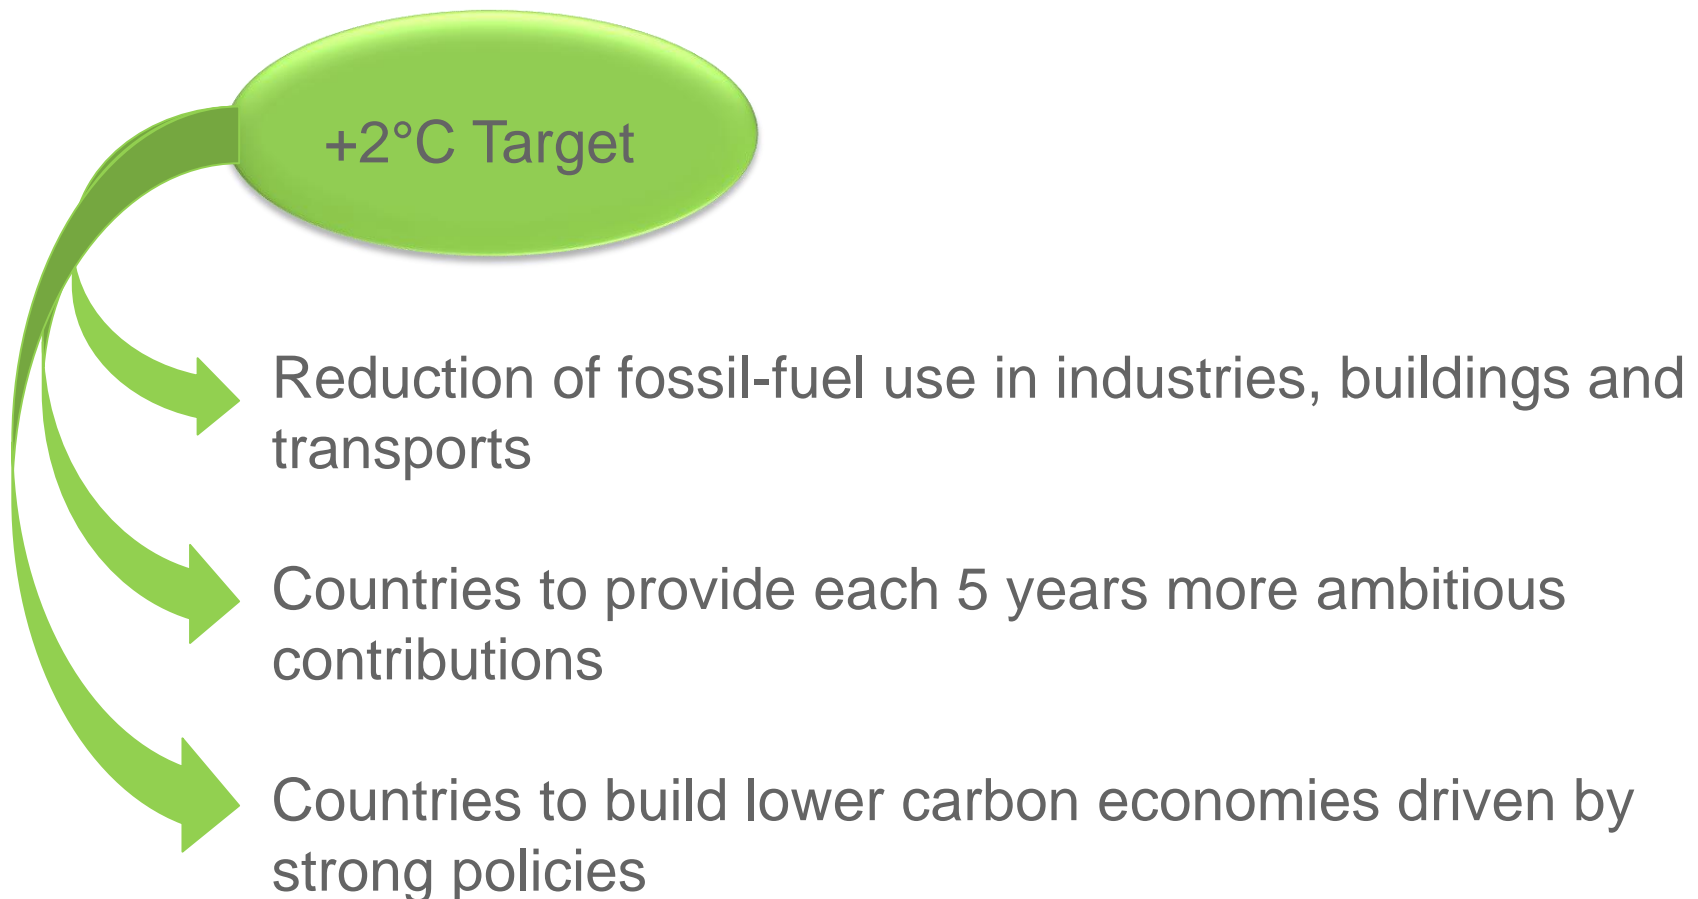 +2°C Target
Reduction of fossil-fuel use in industries, buildings and
transports
Countries to provide each 5 years more ambitious
contributions
Countries to build lower carbon economies driven by
strong policies